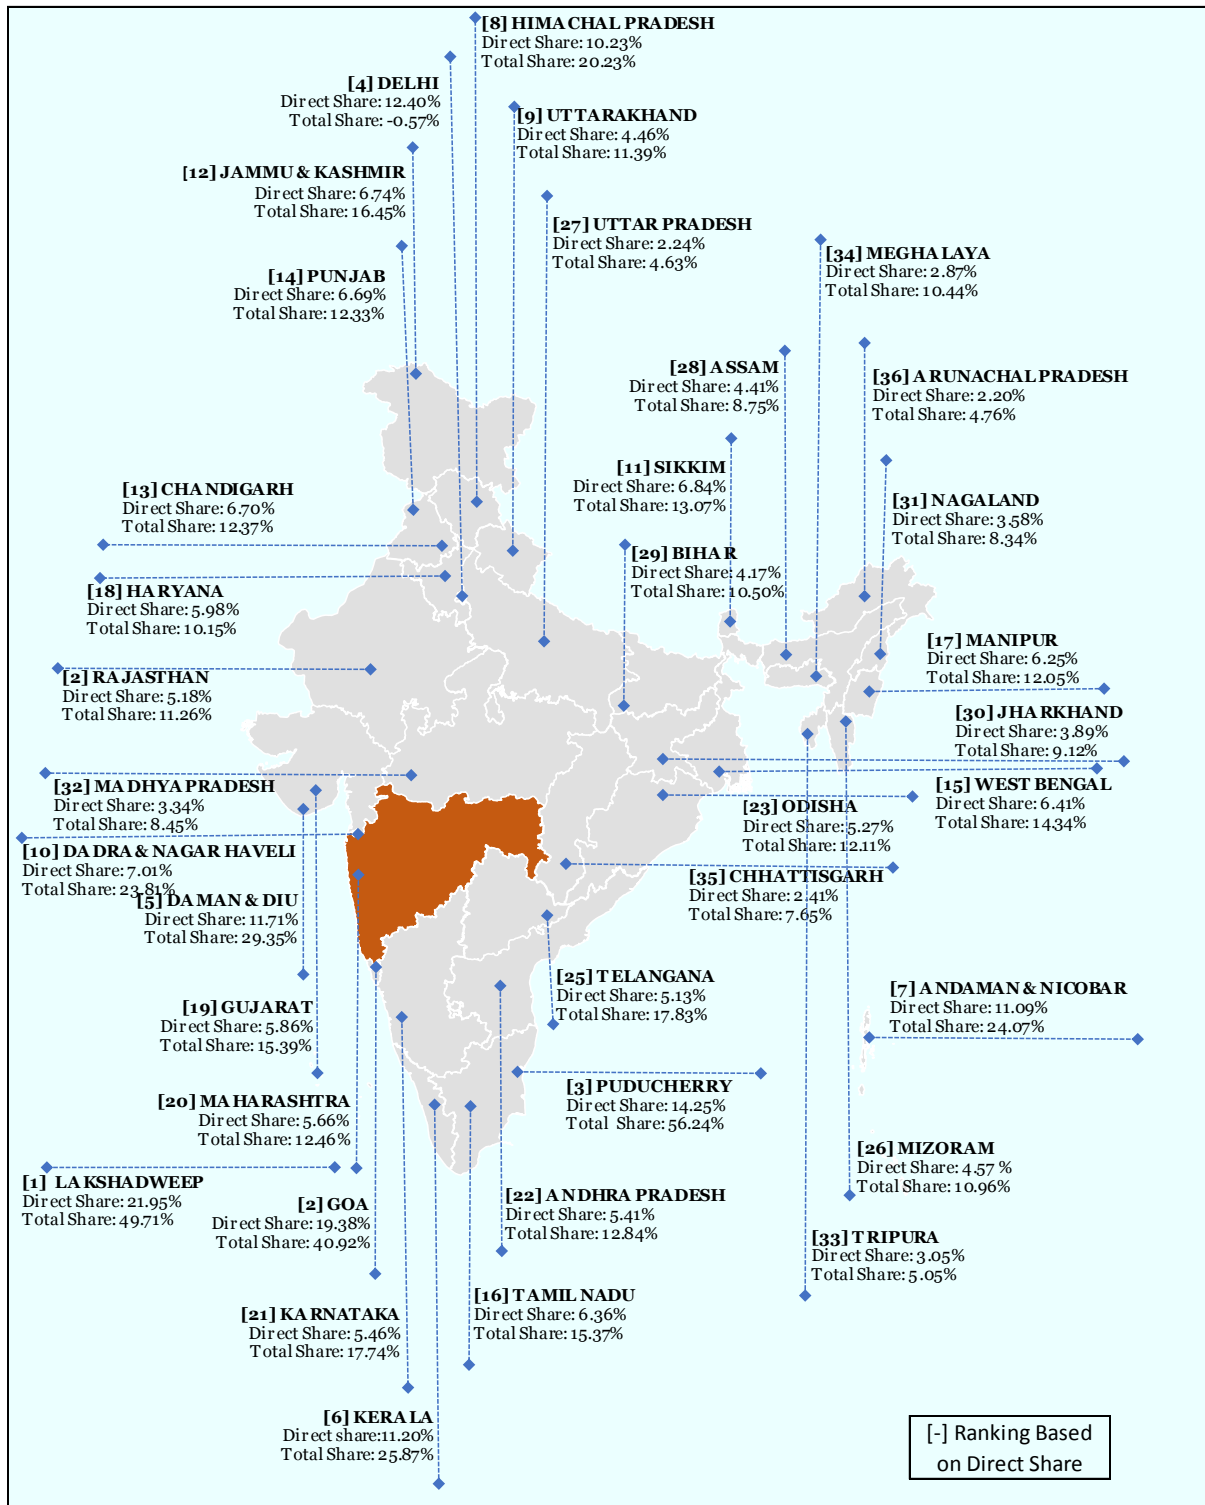 [8] HIMACHAL PRADESH
Direct Share: 10.23%
Total Share: 20.23%
[4] DELHI
Direct Share: 12.40%
Total Share: -0.57%
[9] UTTARAKHAND
Direct Share: 4.46%
Total Share: 11.39%
[12] JAMMU & KASHMIR
Direct Share: 6.74%
Total Share: 16.45%
[27] UTTAR PRADESH
Direct Share: 2.24%
Total Share: 4.63%
[34] MEGHALAYA
Direct Share: 2.87%
Total Share: 10.44%
[14] PUNJAB
Direct Share: 6.69%
Total Share: 12.33%
[28] ASSAM
Direct Share: 4.41%
Total Share: 8.75%
[36] ARUNACHAL PRADESH
Direct Share: 2.20%
Total Share: 4.76%
[11] SIKKIM
Direct Share: 6.84%
Total Share: 13.07%
[13] CHANDIGARH
Direct Share: 6.70%
Total Share: 12.37%
[31] NAGALAND
Direct Share: 3.58%
Total Share: 8.34%
[29] BIHAR
Direct Share: 4.17%
Total Share: 10.50%
[18] HARYANA
Direct Share: 5.98%
Total Share: 10.15%
[17] MANIPUR
Direct Share: 6.25%
Total Share: 12.05%
[2] RAJASTHAN
Direct Share: 5.18%
Total Share: 11.26%
[30] JHARKHAND
Direct Share: 3.89%
Total Share: 9.12%
[32] MADHYA PRADESH
Direct Share: 3.34%
Total Share: 8.45%
[15] WEST BENGAL
Direct Share: 6.41%
Total Share: 14.34%
[23] ODISHA
Direct Share: 5.27%
Total Share: 12.11%
[10] DADRA & NAGAR HAVELI
Direct Share: 7.01%
Total Share: 23.81%
[35] CHHATTISGARH
Direct Share: 2.41%
Total Share: 7.65%
[5] DAMAN & DIU
Direct Share: 11.71%
Total Share: 29.35%
[25] TELANGANA
Direct Share: 5.13%
Total Share: 17.83%
[7] ANDAMAN & NICOBAR
Direct Share: 11.09%
Total Share: 24.07%
[19] GUJARAT
Direct Share: 5.86%
Total Share: 15.39%
[3] PUDUCHERRY
Direct Share: 14.25%
Total Share: 56.24%
[20] MAHARASHTRA
Direct Share: 5.66%
Total Share: 12.46%
[26] MIZORAM
Direct Share: 4.57 %
Total Share: 10.96%
[1] LAKSHADWEEP
Direct Share: 21.95%
Total Share: 49.71%
[2] GOA
Direct Share: 19.38%
Total Share: 40.92%
[22] ANDHRA PRADESH
Direct Share: 5.41%
Total Share: 12.84%
[33] TRIPURA
Direct Share: 3.05%
Total Share: 5.05%
[16] TAMIL NADU
Direct Share: 6.36%
Total Share: 15.37%
[21] KARNATAKA
Direct Share: 5.46%
Total Share: 17.74%
[6] KERALA
Direct share:11.20%
Total Share: 25.87%
[-] Ranking Based
on Direct Share